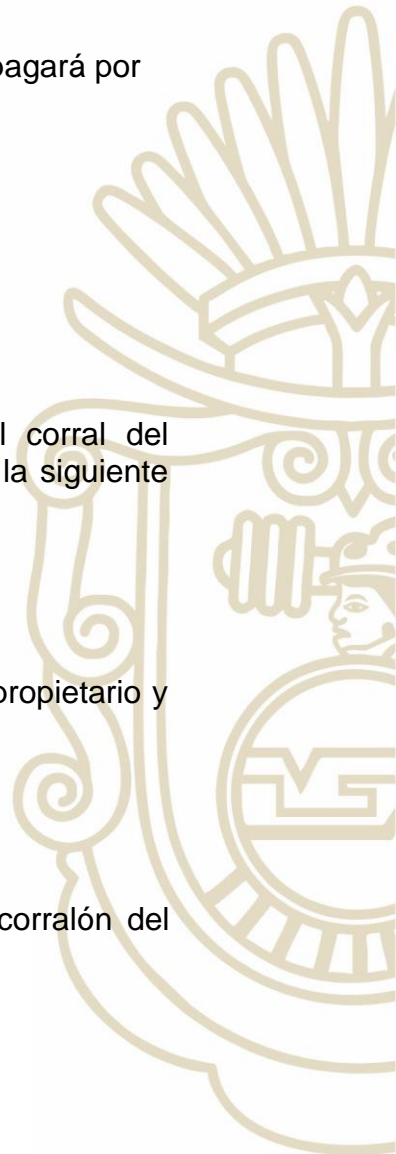 pagará por
l corral del
la siguiente
propietario y
corralón del